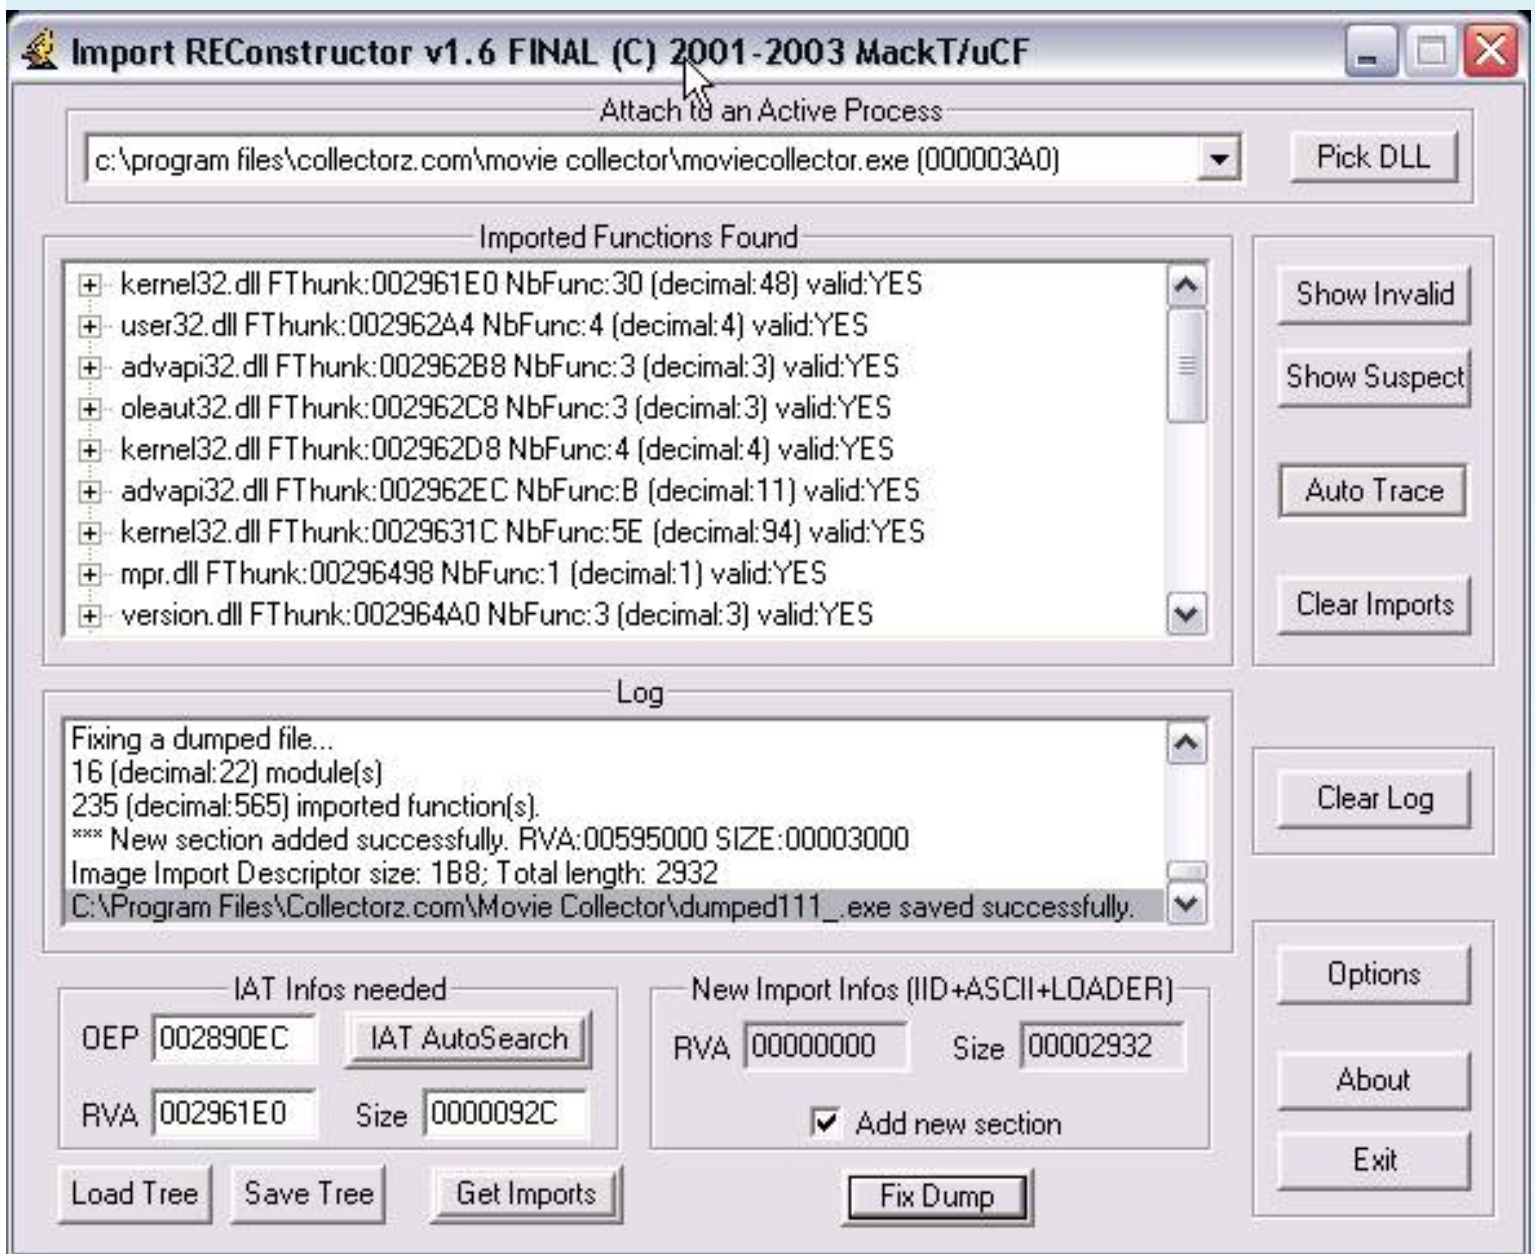 Import REConstructor v1.6 FINAL (C) 2001-2003 MackT/uCF
Attach to an Active Process
c:\program files\collectorz.com\movie collector\moviecollector.exe (000003A0)
Pick DLL
Imported Functions Found
kernel32.dll FThunk:002961E0 NbFunc:30 (decimal:48) valid:YES
user32.dll FThunk:002962A4 NbFunc:4 (decimal:4) valid:YES
advapi32.dll FThunk:002962B8 NbFunc:3 (decimal:3) valid:YES
oleaut32.dll FThunk:002962C8 NbFunc:3 (decimal:3) valid:YES
kernel32.dll FThunk:002962D8 NbFunc:4 (decimal:4) valid:YES
advapi32.dll FThunk:002962EC NbFunc:B (decimal:11) valid:YES
kernel32.dll FThunk:0029631C NbFunc:5E (decimal:94) valid:YES
mpr.dll FThunk:00296498 NbFunc:1 (decimal:1) valid:YES
version.dll FThunk:002964A0 NbFunc:3 (decimal:3) valid:YES
Show Invalid
Show Suspect
Auto Trace
Clear Imports
Log
Fixing a dumped file...
16 (decimal:22) module(s)
235 (decimal:565) imported function(s).
*** New section added successfully. RVA:00595000 SIZE:00003000
Image Import Descriptor size: 1B8; Total length: 2932
C:\Program Files\Collectorz.com\Movie Collector\dumped111_.exe saved successfully.
Clear Log
IAT Infos needed
OEP 002890EC IAT AutoSearch
RVA 002961E0 Size 0000092C
New Import Infos (IID+ASCII+LOADER)
RVA 00000000 Size 00002932
Add new section
Options
About
Exit
Load Tree Save Tree Get Imports Fix Dump